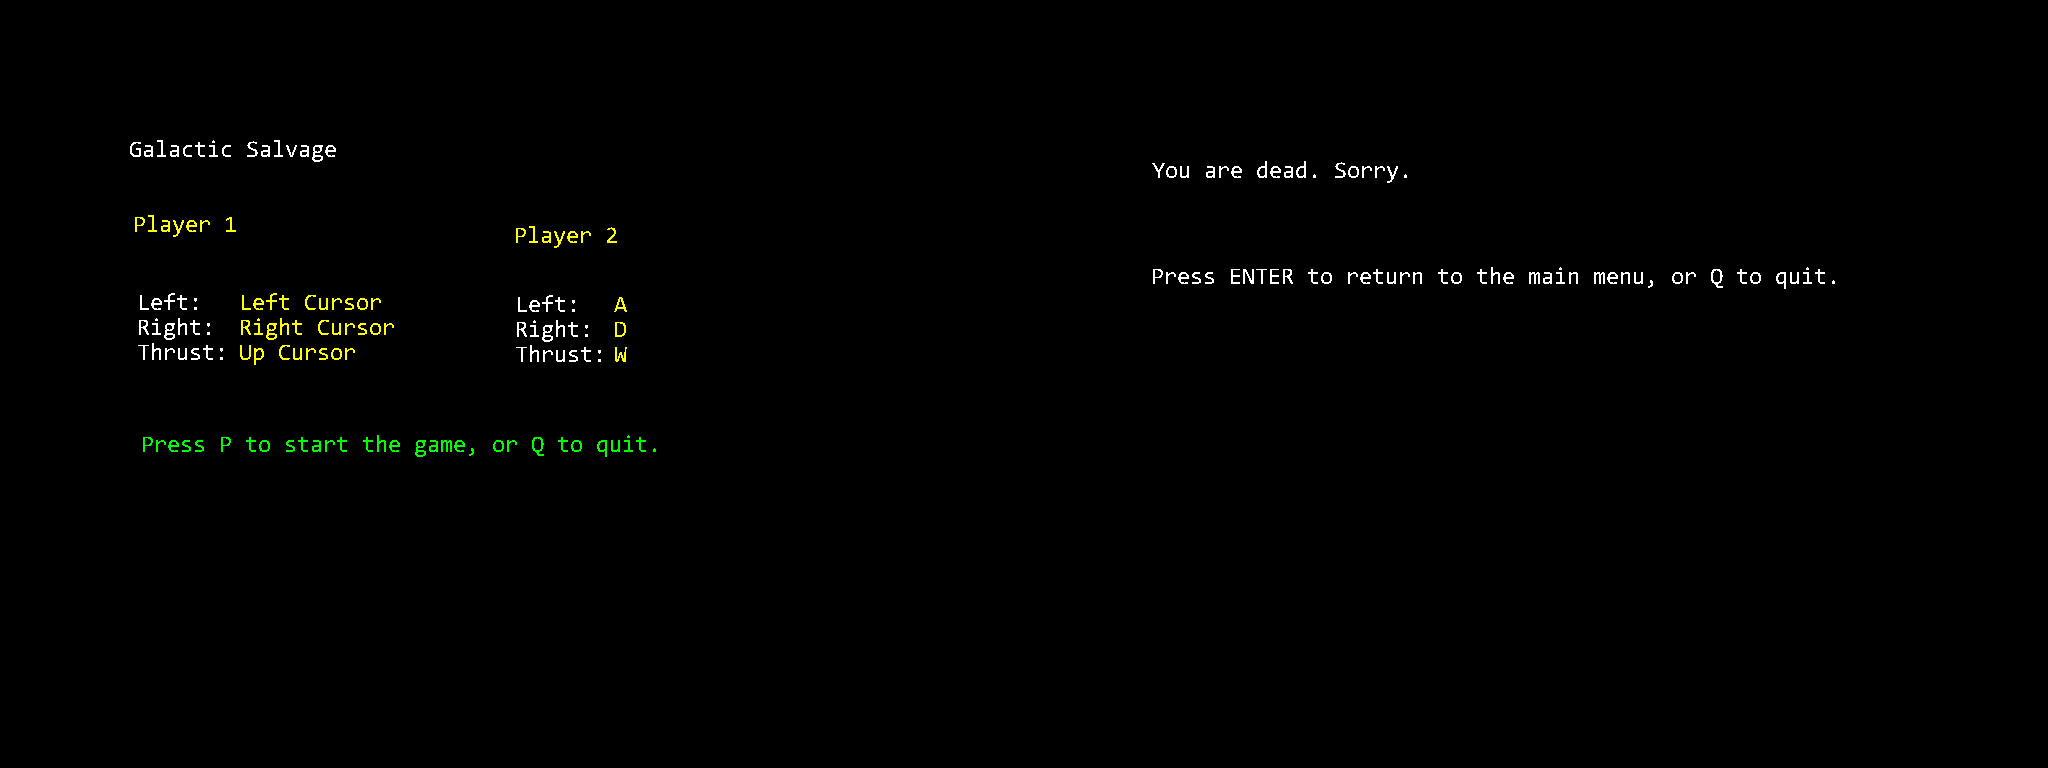 Galactic Salvage
Player 1
Left: Left Cursor
Right: Right Cursor
Thrust: Up Cursor
Player 2
Left: A
Right: D
Thrust: W
Press P to start the game, or Q to quit.
You are dead. Sorry.
Press ENTER to return to the main menu, or Q to quit.